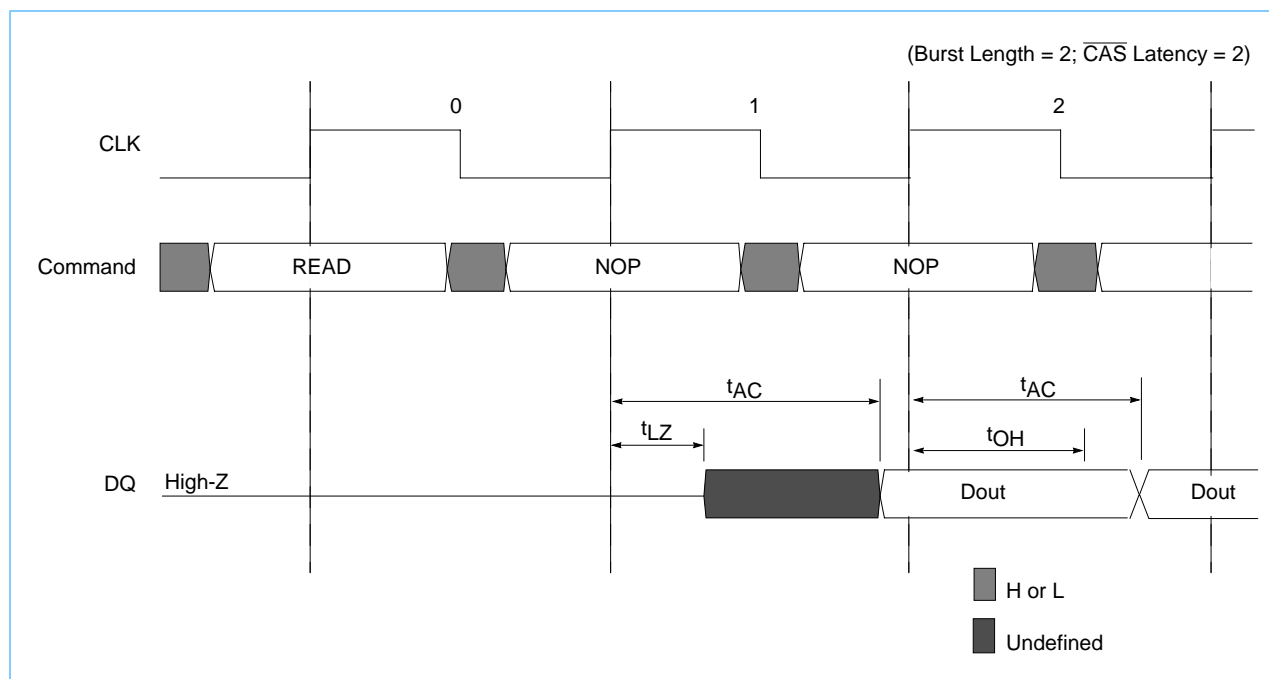 (Burst Length = 2; CAS Latency = 2)
0 1 2
CLK
Command READ NOP NOP
tAC tAC
tLZ tOH
DQ High-Z Dout Dout
H or L
Undefined